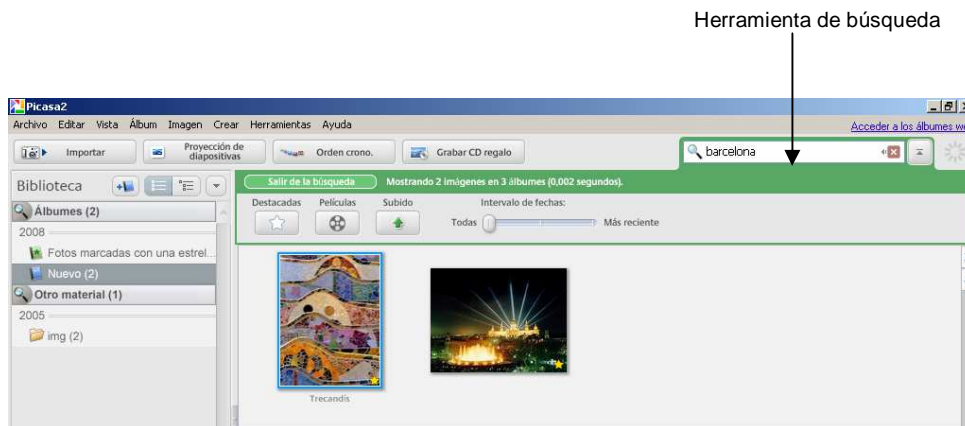 Herramienta de búsqueda
Picasa2
Archivo Editar Vista Álbum Imagen Crear Herramientas Ayuda
Acceder a los álbumes we
Importar
Proyección de
diapositivas
Orden crono.
Grabar CD regalo
barcelona
Biblioteca
Salir de la búsqueda Mostrando 2 imágenes en 3 álbumes (0,002 segundos).
Álbumes (2)
Destacadas Películas Subido Intervalo de fechas:
Todas Más reciente
2008
Fotos marcadas con una estrel...
Nuevo (2)
Otro material (1)
2005
img (2)
Trecandís